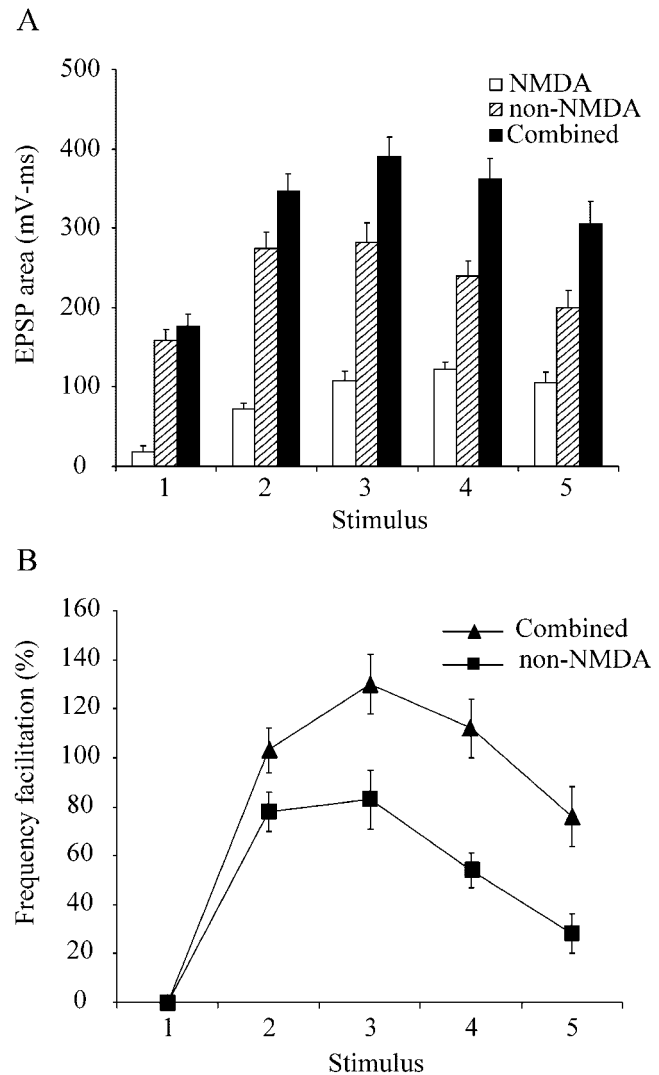 A
500
400
300
200
100
0
EPSP area (mV-ms)
NMDA
non-NMDA
Combined
1 2 3 4 5
Stimulus
B
160
140
120
100
80
60
40
20
0
Frequency facilitation (%)
Combined
non-NMDA
1 2 3 4 5
Stimulus